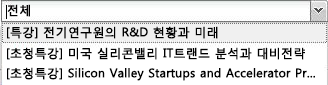 전체
[특강] 전기연구원의 R&D 현황과 미래
[초청특강] 미국 실리콘밸리 IT트랜드 분석과 대비전략
[초청특강] Silicon Valley Startups and Accelerator Pr...